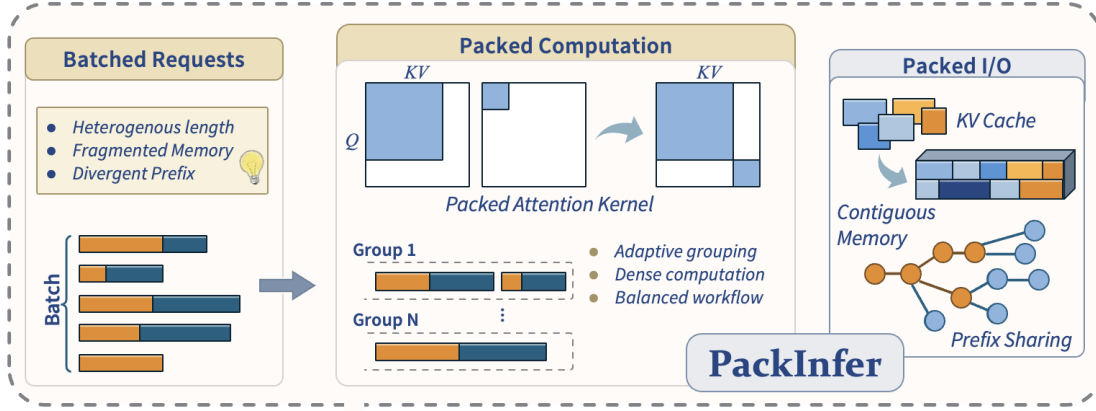 Batched Requests
Heterogenous length
Fragmented Memory
Divergent Prefix
Batch
Packed Computation
KV
Q
KV
Packed Attention Kernel
Group 1
Group N
Adaptive grouping
Dense computation
Balanced workflow
Packed I/O
KV Cache
Contiguous
Memory
Prefix Sharing
PackInfer